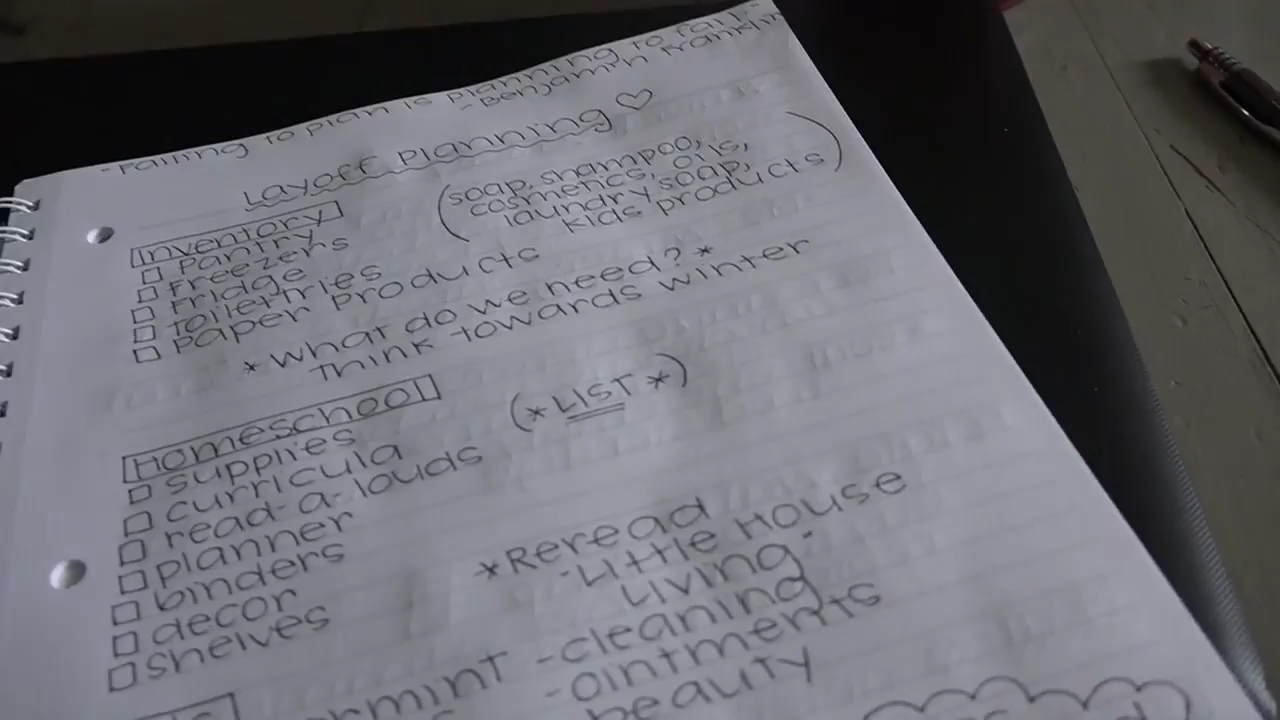 -Failing to plan is planning to fail
-Benjamin Franklin
Layoff Planning ♡
(soap, shampoo,
cosmetics, oils,
laundry soap,
kids products)
Inventory
□ Pantry
□ Freezers
□ Fridge
□ Toiletries
□ Paper products
*What do we need?*
Think towards winter
Homeschool
(*LIST*)
□ supplies
□ curricula
□ read-a-louds
□ planner
□ binders
□ decor
□ shelves
*Reread
-Little House
Living-
-cleaning
-ointments
beauty